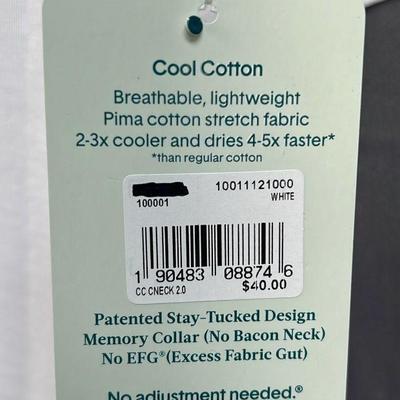 Cool Cotton
Breathable, lightweight
Pima cotton stretch fabric
2-3x cooler and dries 4-5x faster*
*than regular cotton
10011121000
100001 WHITE
1 90483 08874 6
CC CNECK 2.0 $40.00
Patented Stay-Tucked Design
Memory Collar (No Bacon Neck)
No EFG® (Excess Fabric Gut)
No adjustment needed.®